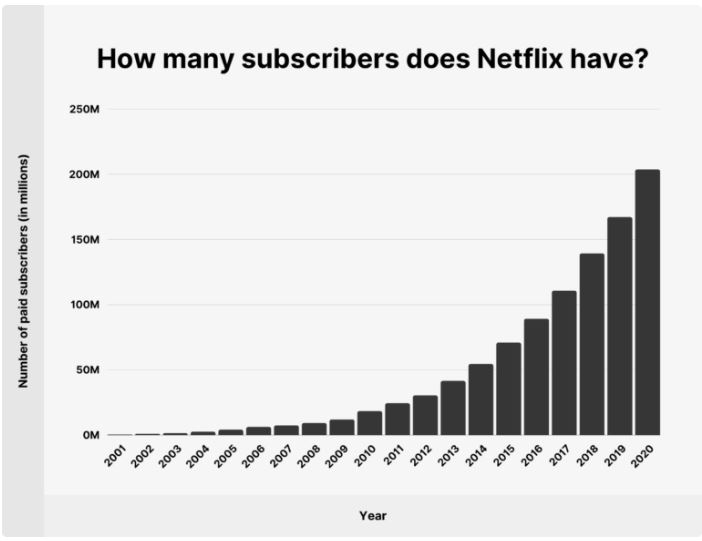 How many subscribers does Netflix have?
Number of paid subscribers (in millions)
250M
200M
150M
100M
50M
0M
2001 2002 2003 2004 2005 2006 2007 2008 2009 2010 2011 2012 2013 2014 2015 2016 2017 2018 2019 2020
Year